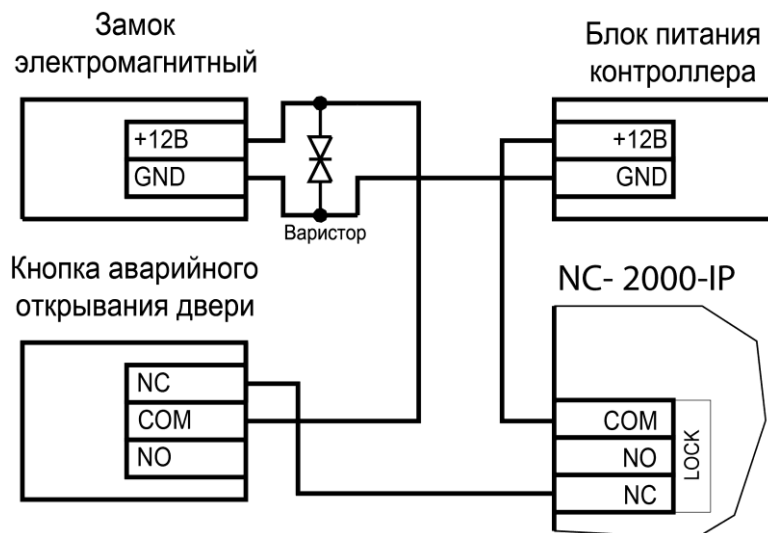 Замок
электромагнитный
+12В
GND
Варистор
Блок питания
контроллера
+12В
GND
Кнопка аварийного
открывания двери
NC
COM
NO
NC- 2000-IP
COM
NO
NC
LOCK